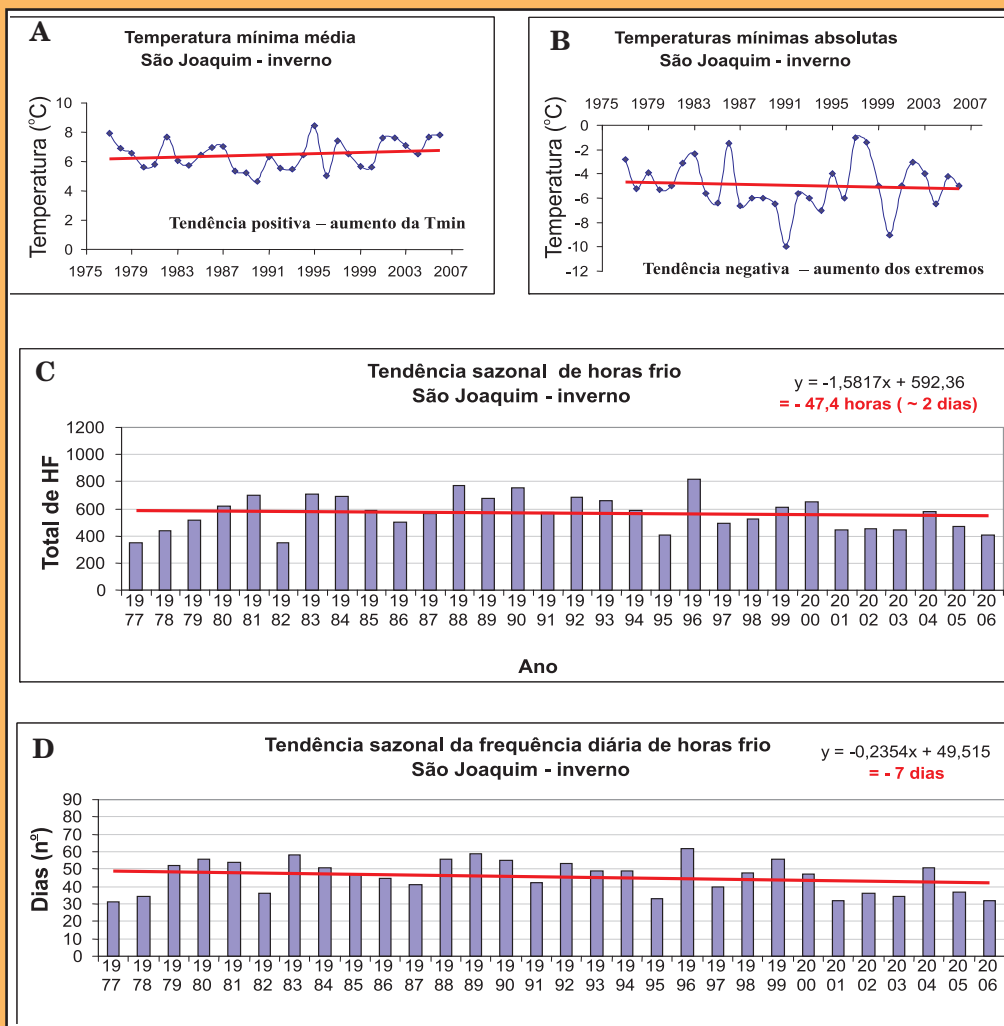 A
Temperatura mínima média
São Joaquim - inverno
Temperatura (°C)
10
8
6
4
2
0
Tendência positiva – aumento da Tmin
1975 1979 1983 1987 1991 1995 1999 2003 2007
B
Temperaturas mínimas absolutas
São Joaquim - inverno
1975 1979 1983 1987 1991 1995 1999 2003 2007
Temperatura (°C)
0
-2
-4
-6
-8
-10
-12
Tendência negativa – aumento dos extremos
C
Tendência sazonal de horas frio
São Joaquim - inverno
y = -1,5817x + 592,36
= - 47,4 horas ( ~ 2 dias)
Total de HF
1200
1000
800
600
400
200
0
19 19 19 19 19 19 19 19 19 19 19 19 19 19 19 19 19 19 19 19 19 19 19 20 20 20 20 20 20 20
77 78 79 80 81 82 83 84 85 86 87 88 89 90 91 92 93 94 95 96 97 98 99 00 01 02 03 04 05 06
Ano
D
Tendência sazonal da frequência diária de horas frio
São Joaquim - inverno
y = -0,2354x + 49,515
= - 7 dias
Dias (nº)
90
80
70
60
50
40
30
20
10
0
19 19 19 19 19 19 19 19 19 19 19 19 19 19 19 19 19 19 19 19 19 19 19 20 20 20 20 20 20 20
77 78 79 80 81 82 83 84 85 86 87 88 89 90 91 92 93 94 95 96 97 98 99 00 01 02 03 04 05 06